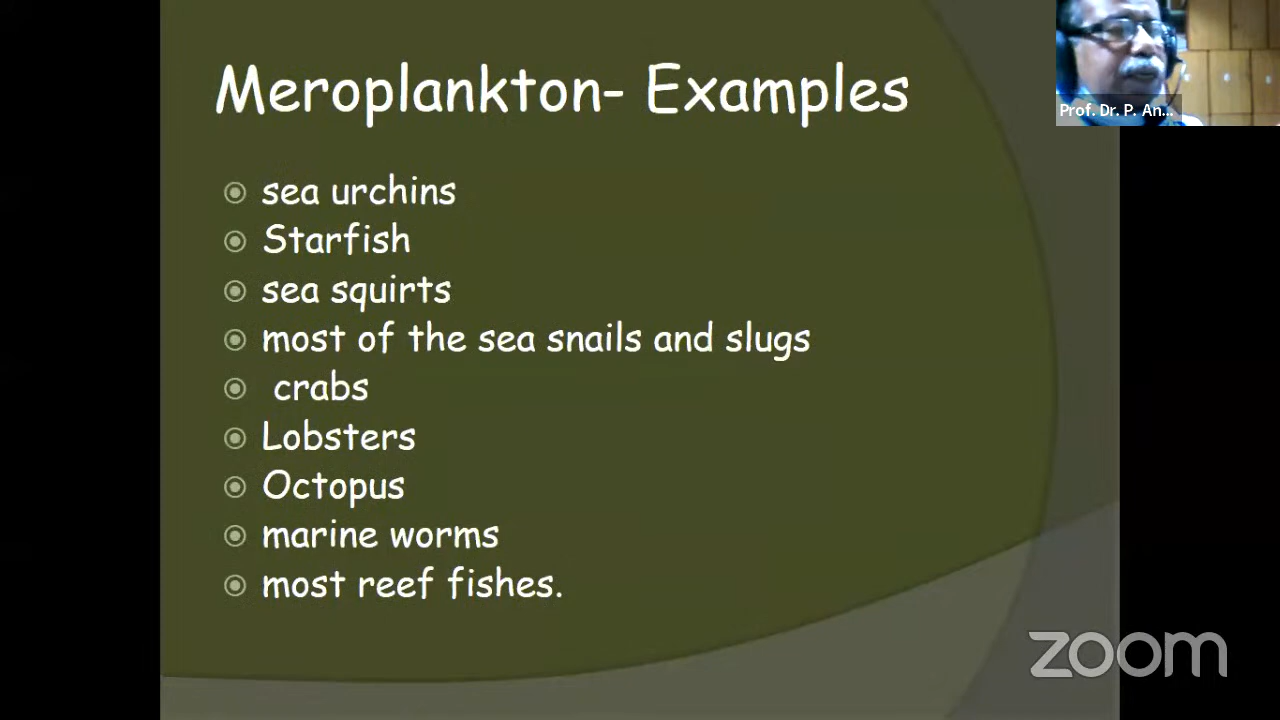 Meroplankton- Examples
Prof. Dr. P. An...
sea urchins
Starfish
sea squirts
most of the sea snails and slugs
crabs
Lobsters
Octopus
marine worms
most reef fishes.
zoom